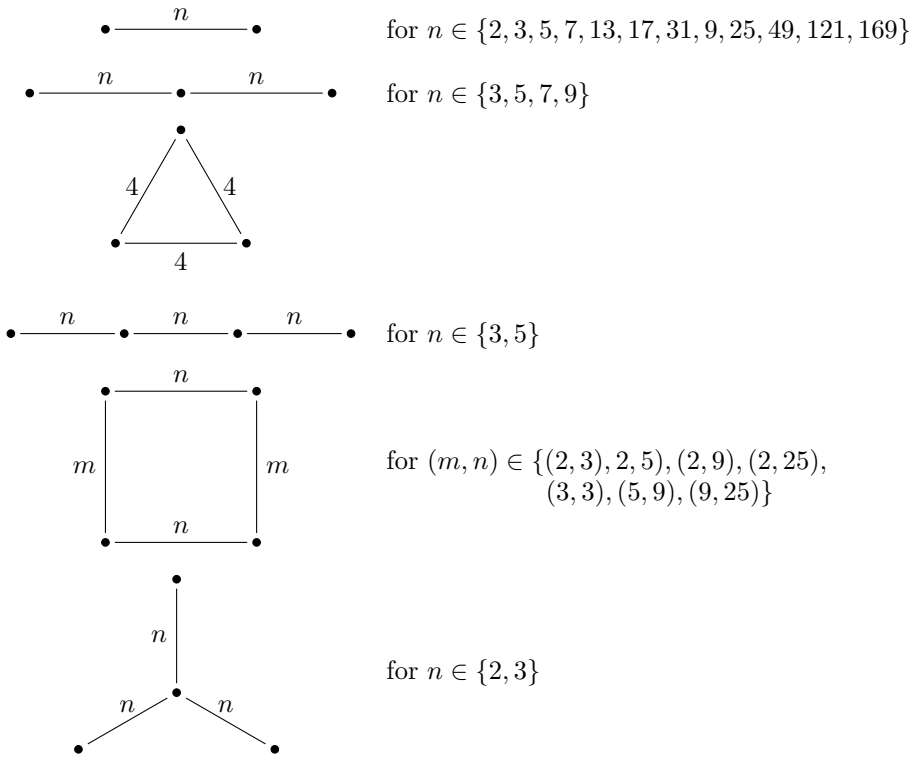 n
for n ∈ {2, 3, 5, 7, 13, 17, 31, 9, 25, 49, 121, 169}
n n
for n ∈ {3, 5, 7, 9}
4 4
4
n n n
for n ∈ {3, 5}
n
m m
for (m, n) ∈ {(2, 3), 2, 5), (2, 9), (2, 25),
(3, 3), (5, 9), (9, 25)}
n
n
for n ∈ {2, 3}
n n